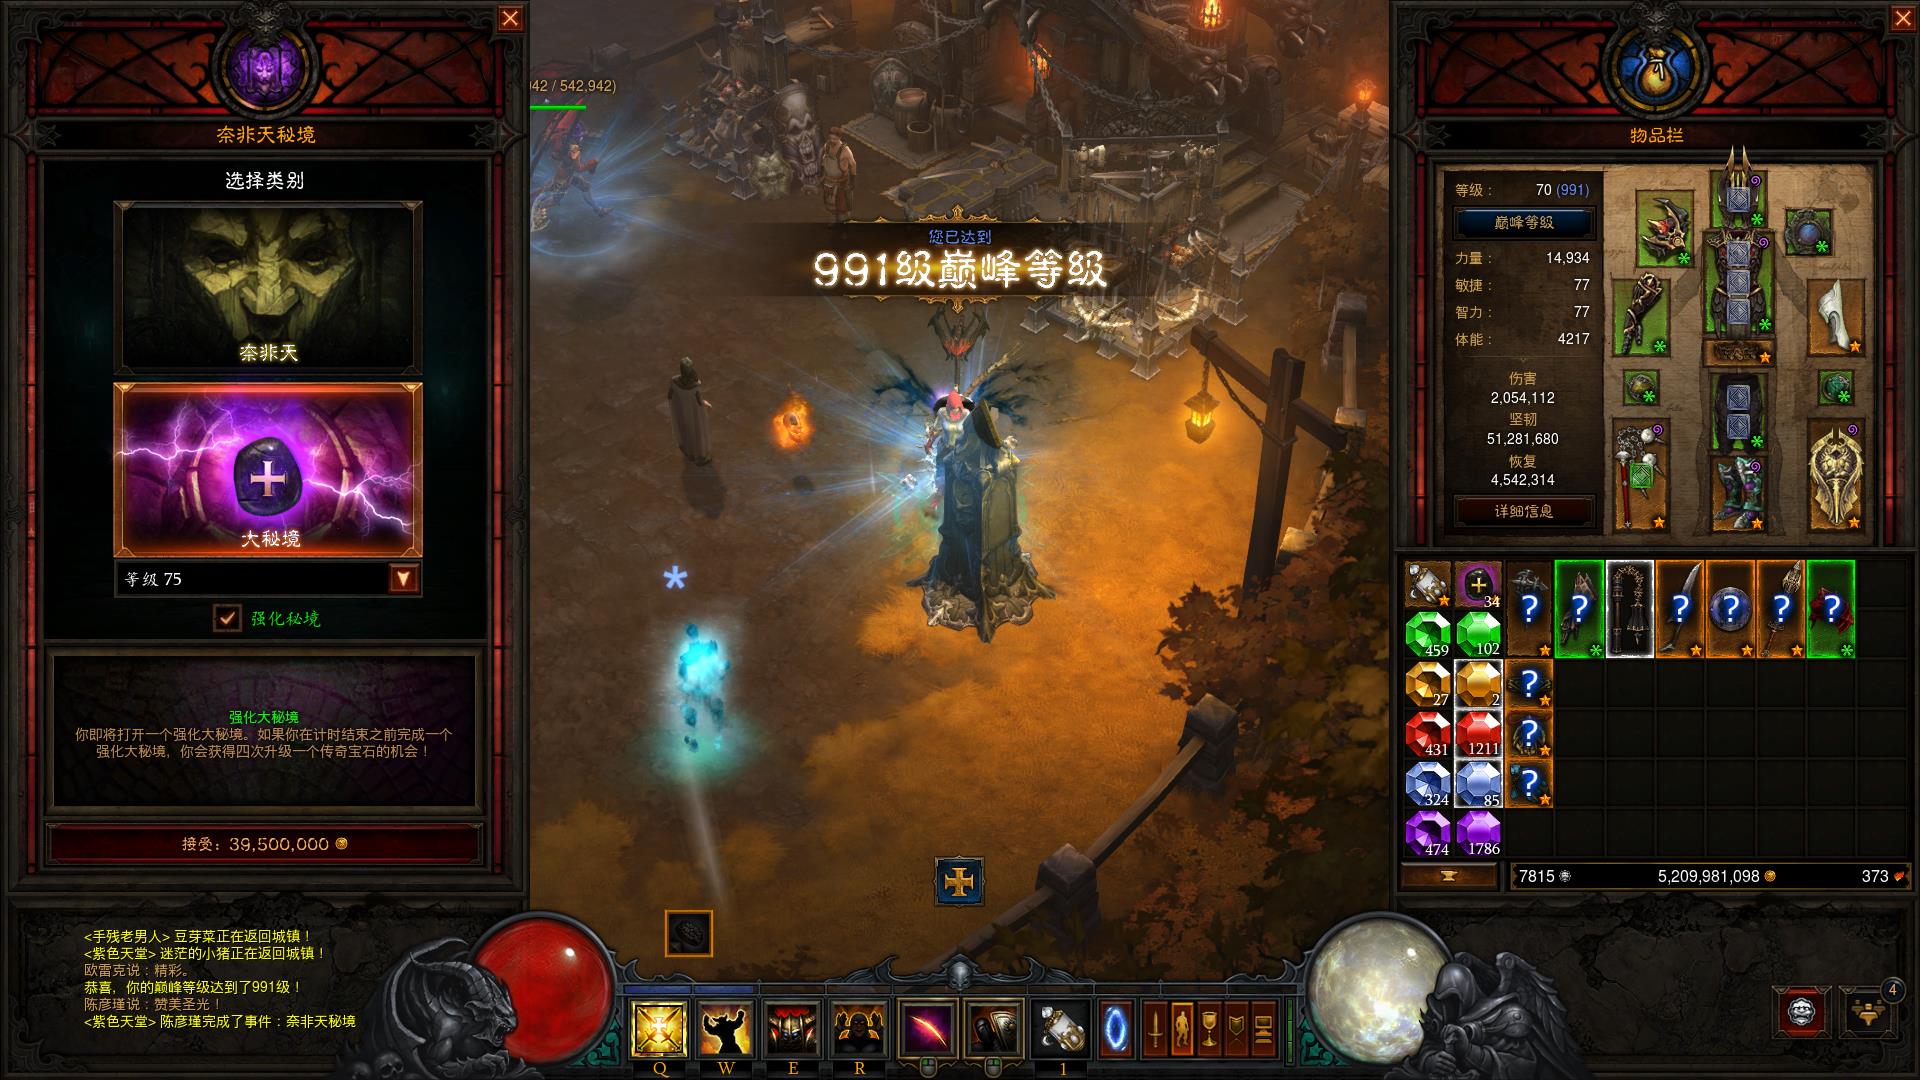 奈非天秘境
选择类别
奈非天
大秘境
等级 75
强化秘境
强化大秘境
你即将打开一个强化大秘境。如果你在计时结束之前完成一个
强化大秘境，你会获得四次升级一个传奇宝石的机会！
接受：39,500,000
<手残老男人> 豆芽菜正在返回城镇！
<紫色天堂> 迷茫的小猪正在返回城镇！
欧雷克说：精彩。
恭喜，你的巅峰等级达到了991级！
陈彦瑾说：赞美圣光！
<紫色天堂> 陈彦瑾完成了事件：奈非天秘境
942 / 542,942)
您已达到
991级巅峰等级
Q
W
E
R
1
物品栏
等级： 70 (991)
巅峰等级
力量： 14,934
敏捷： 77
智力： 77
体能： 4217
伤害
2,054,112
坚韧
51,281,680
恢复
4,542,314
详细信息
34 ? ? ? ? ? ?
459 102
27 2 ?
431 1211 ?
324 85 ?
474 1786
7815 5,209,981,098 373
4